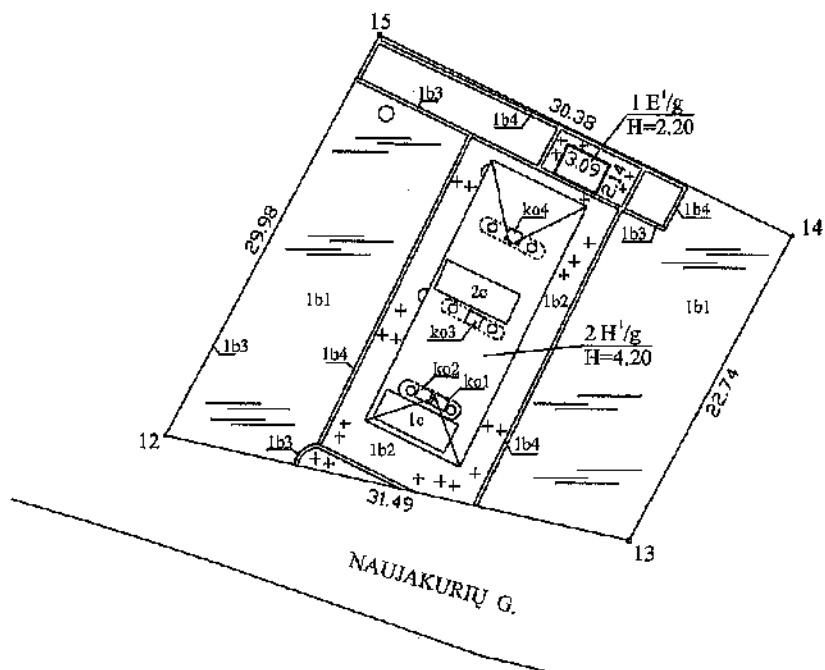 15
1b3
1b4
30.38
1 E¹/g
H=2,20
3.09
2.14
1b4
1b3
14
ko4
29.98
1b1
2c
1b2
1b1
ko3
2 H¹/g
H=4,20
1b3
1b4
ko2
ko1
22.74
1c
12
1b3
1b2
1b4
31.49
13
NAUJAKURIŲ G.